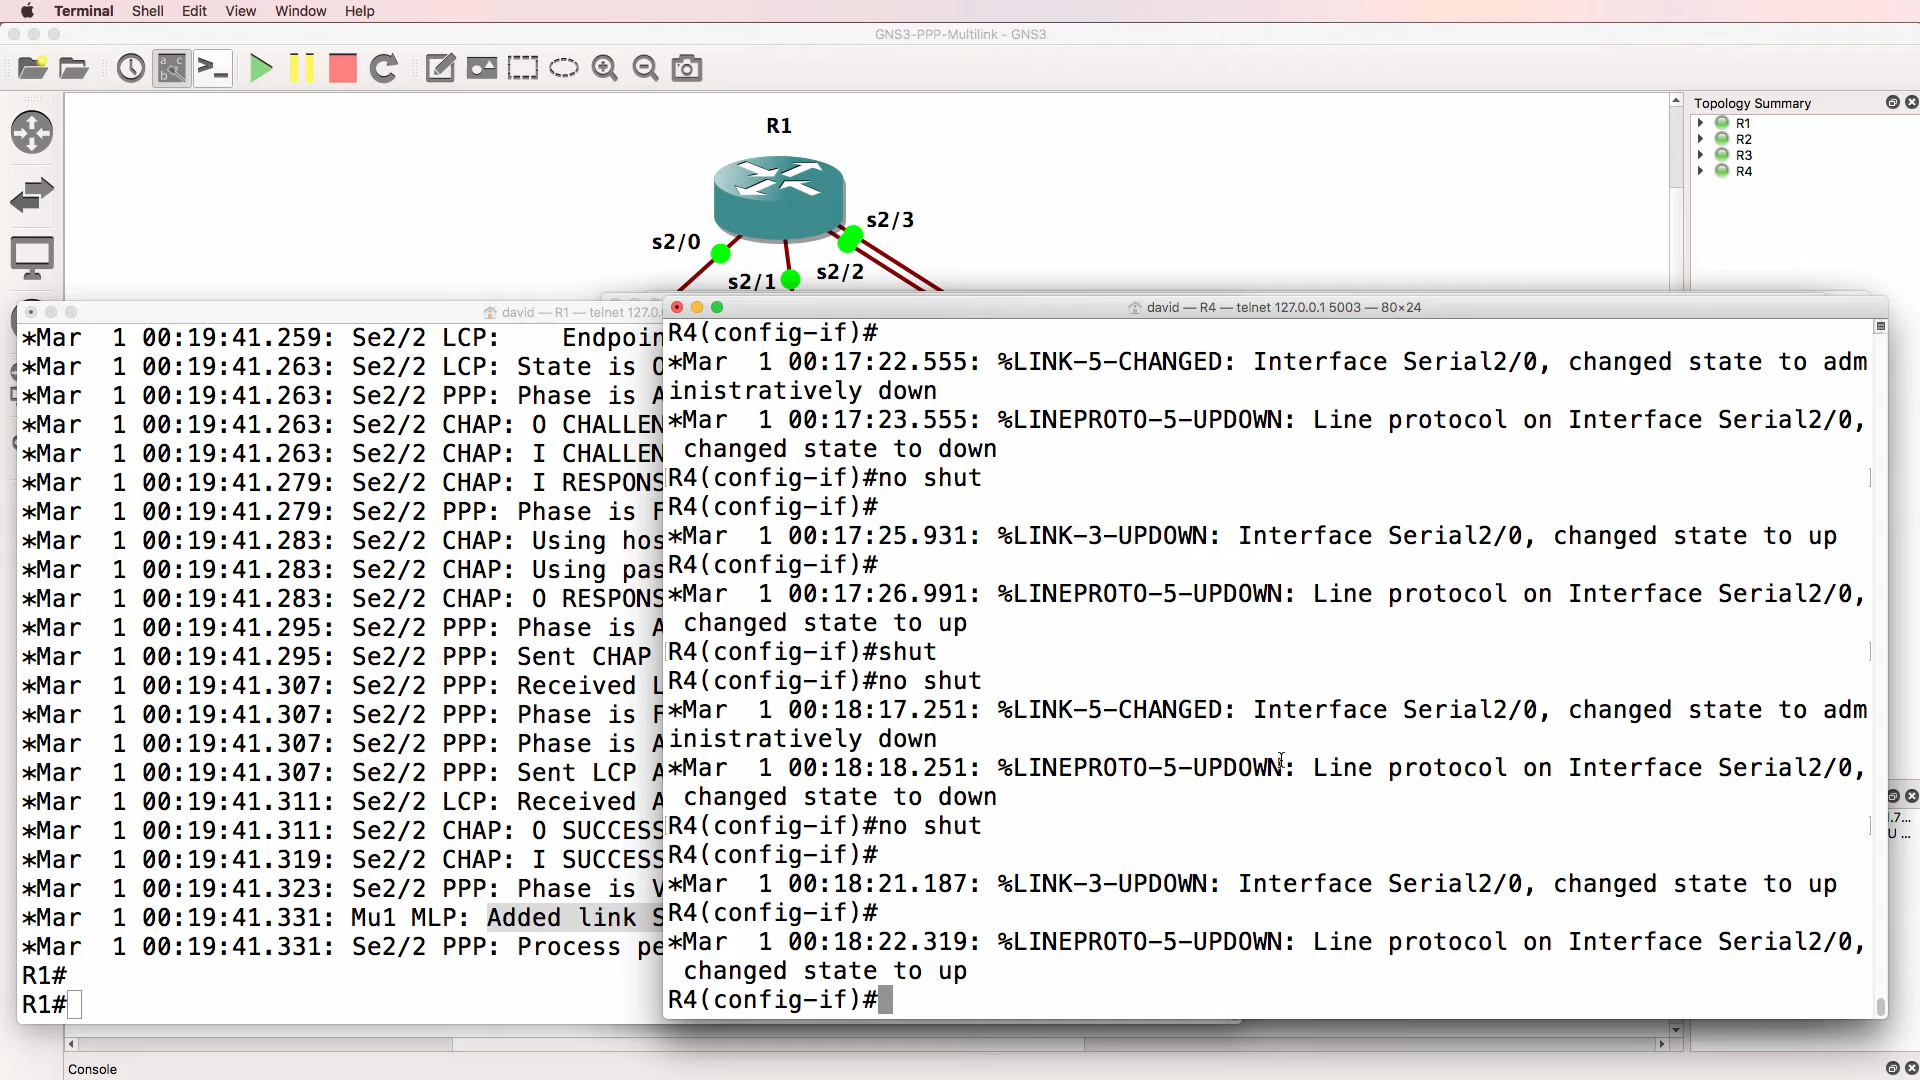 Terminal Shell Edit View Window Help
GNS3-PPP-Multilink - GNS3
Topology Summary
R1
R2
R3
R4
R1
s2/0
s2/3
s2/1
s2/2
david — R1 — telnet 127.0.
*Mar  1 00:19:41.259: Se2/2 LCP:    Endpoin
*Mar  1 00:19:41.263: Se2/2 LCP: State is O
*Mar  1 00:19:41.263: Se2/2 PPP: Phase is A
*Mar  1 00:19:41.263: Se2/2 CHAP: O CHALLEN
*Mar  1 00:19:41.263: Se2/2 CHAP: I CHALLEN
*Mar  1 00:19:41.279: Se2/2 CHAP: I RESPONS
*Mar  1 00:19:41.279: Se2/2 PPP: Phase is F
*Mar  1 00:19:41.283: Se2/2 CHAP: Using hos
*Mar  1 00:19:41.283: Se2/2 CHAP: Using pas
*Mar  1 00:19:41.283: Se2/2 CHAP: O RESPONS
*Mar  1 00:19:41.295: Se2/2 PPP: Phase is A
*Mar  1 00:19:41.295: Se2/2 PPP: Sent CHAP
*Mar  1 00:19:41.307: Se2/2 PPP: Received L
*Mar  1 00:19:41.307: Se2/2 PPP: Phase is F
*Mar  1 00:19:41.307: Se2/2 PPP: Phase is A
*Mar  1 00:19:41.307: Se2/2 PPP: Sent LCP A
*Mar  1 00:19:41.311: Se2/2 LCP: Received A
*Mar  1 00:19:41.311: Se2/2 CHAP: O SUCCESS
*Mar  1 00:19:41.319: Se2/2 CHAP: I SUCCESS
*Mar  1 00:19:41.323: Se2/2 PPP: Phase is V
*Mar  1 00:19:41.331: Mu1 MLP: Added link S
*Mar  1 00:19:41.331: Se2/2 PPP: Process pe
R1#
R1#
david — R4 — telnet 127.0.0.1 5003 — 80×24
R4(config-if)#
*Mar  1 00:17:22.555: %LINK-5-CHANGED: Interface Serial2/0, changed state to adm
inistratively down
*Mar  1 00:17:23.555: %LINEPROTO-5-UPDOWN: Line protocol on Interface Serial2/0,
changed state to down
R4(config-if)#no shut
R4(config-if)#
*Mar  1 00:17:25.931: %LINK-3-UPDOWN: Interface Serial2/0, changed state to up
R4(config-if)#
*Mar  1 00:17:26.991: %LINEPROTO-5-UPDOWN: Line protocol on Interface Serial2/0,
changed state to up
R4(config-if)#shut
R4(config-if)#no shut
*Mar  1 00:18:17.251: %LINK-5-CHANGED: Interface Serial2/0, changed state to adm
inistratively down
*Mar  1 00:18:18.251: %LINEPROTO-5-UPDOWN: Line protocol on Interface Serial2/0,
changed state to down
R4(config-if)#no shut
R4(config-if)#
*Mar  1 00:18:21.187: %LINK-3-UPDOWN: Interface Serial2/0, changed state to up
R4(config-if)#
*Mar  1 00:18:22.319: %LINEPROTO-5-UPDOWN: Line protocol on Interface Serial2/0,
changed state to up
R4(config-if)#
Console